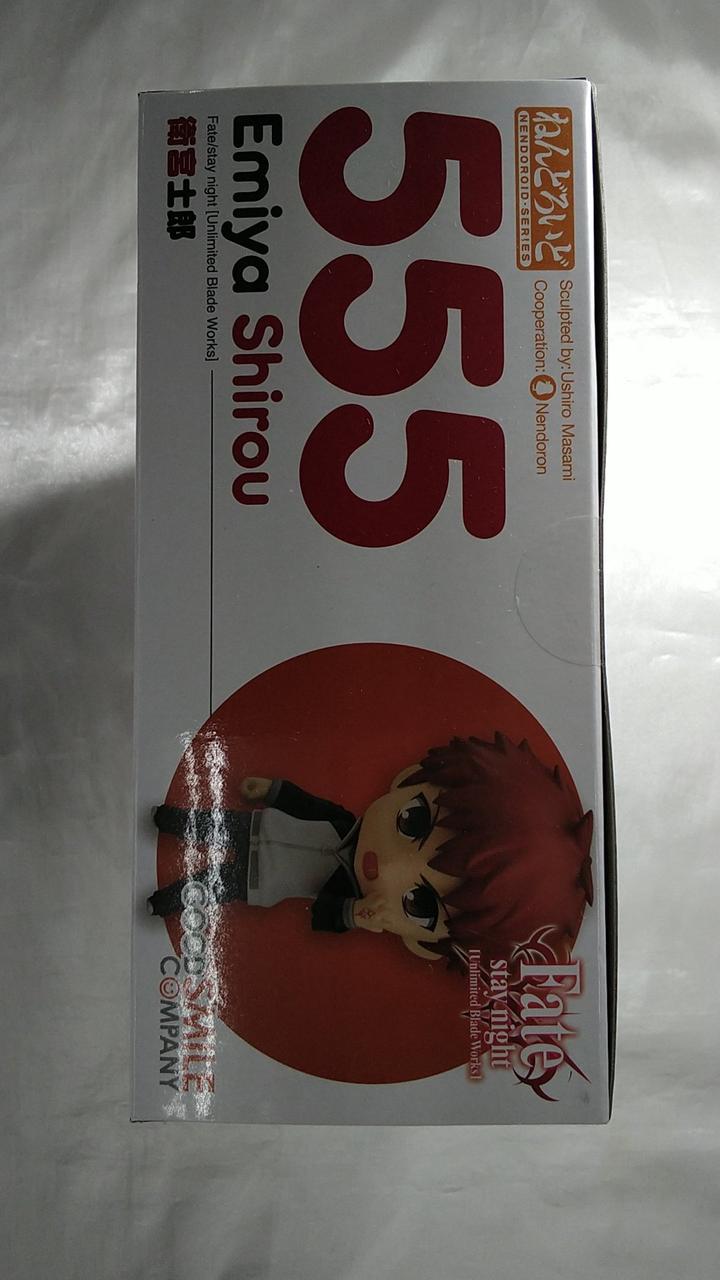 ねんどろいど
NENDOROID·SERIES
Sculpted by: Ushiro Masami
Cooperation: Nendoron
555
Emiya Shirou
Fate/stay night [Unlimited Blade Works]
衛宮士郎
Fate
stay night
[Unlimited Blade Works]
GOOD SMILE
COMPANY